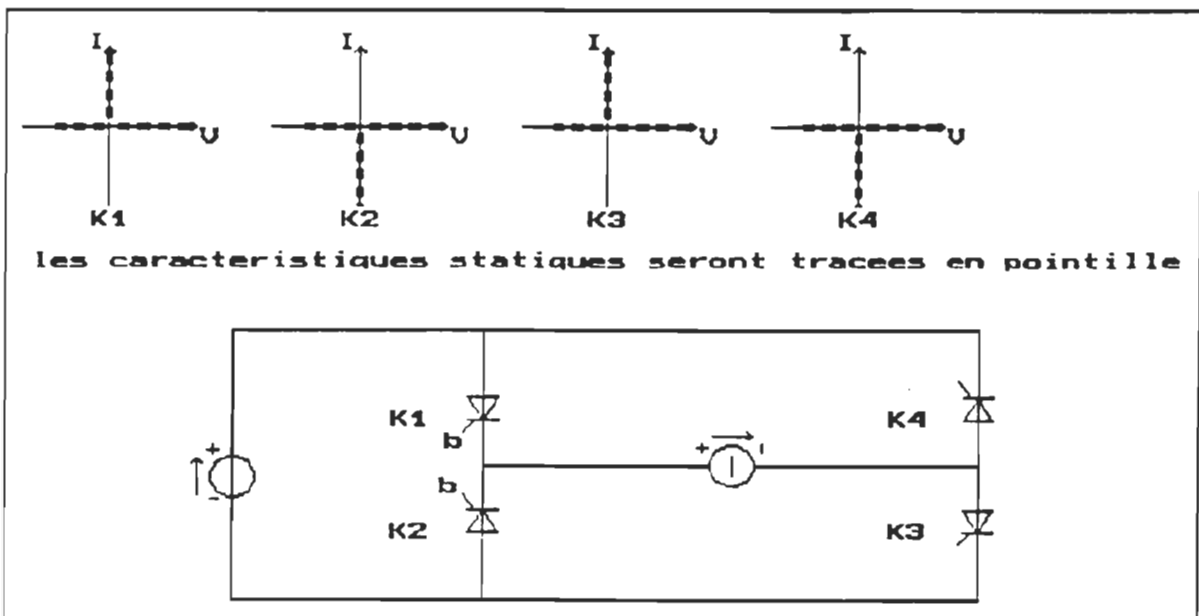 I I I I
U U U U
K1 K2 K3 K4
les caracteristiques statiques seront tracees en pointille
K1 K4
b
+ + I
-
b
K2 K3